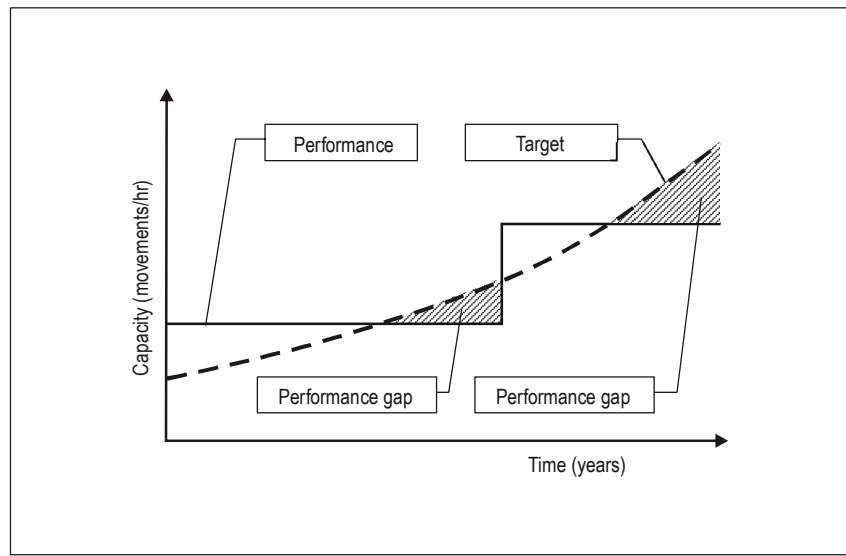 Performance
Target
Capacity (movements/hr)
Performance gap
Performance gap
Time (years)